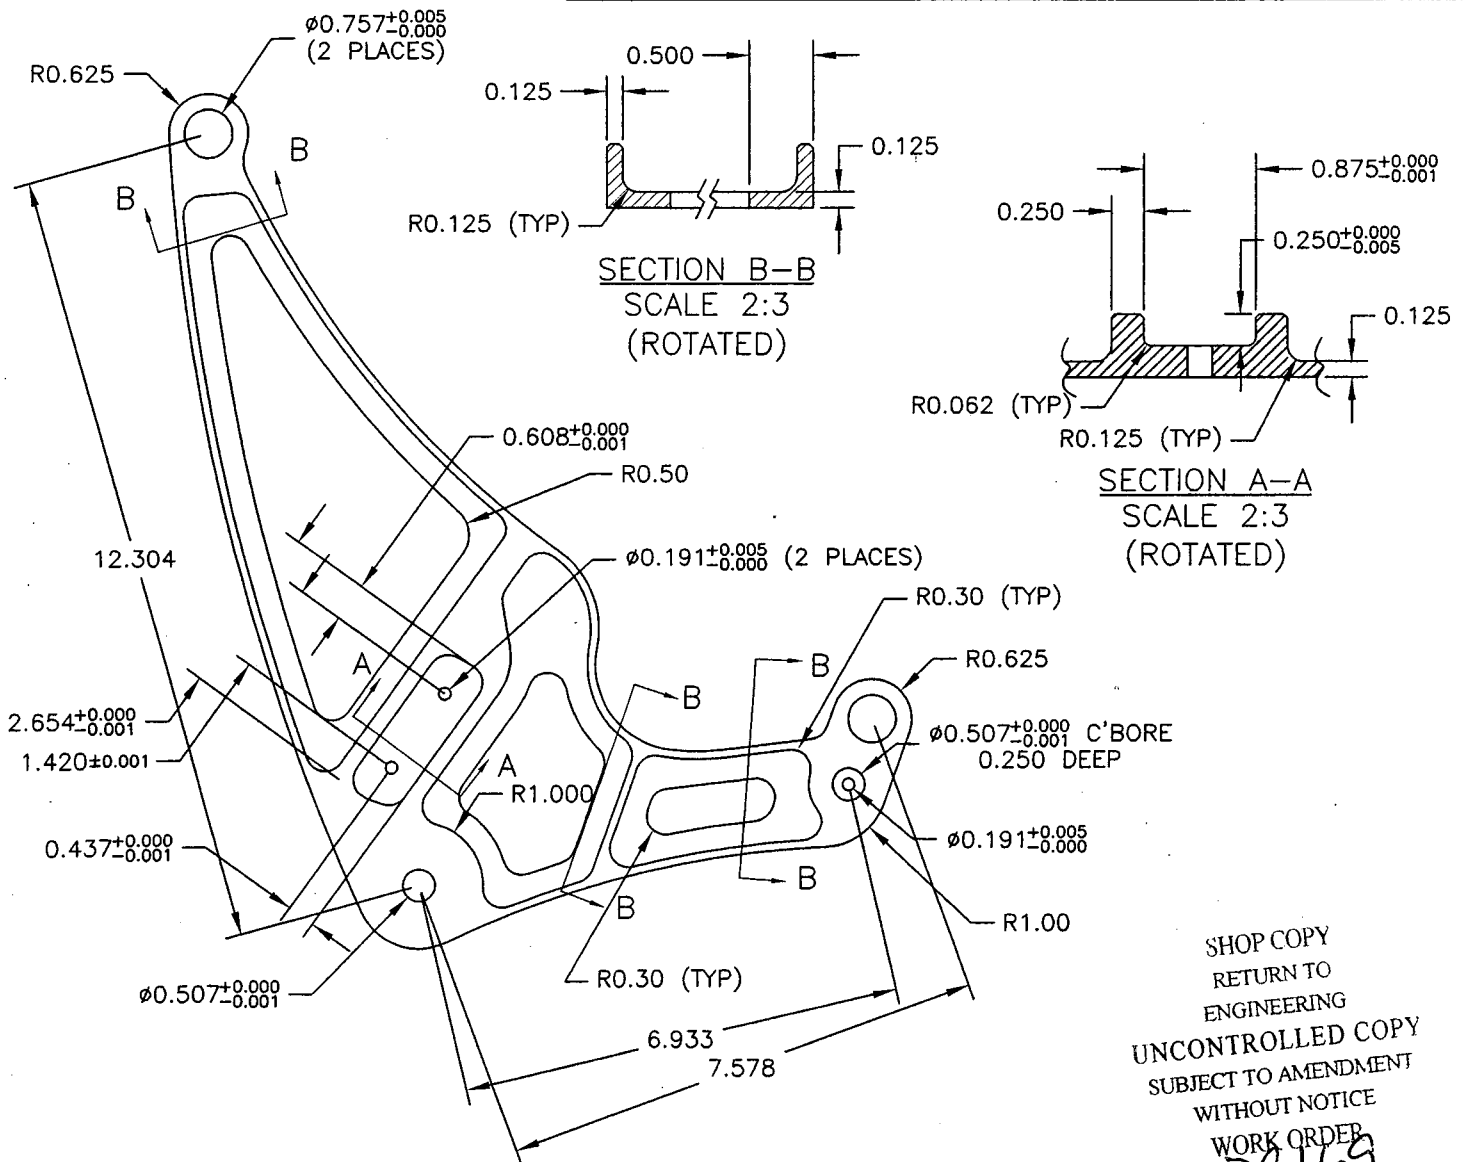 ø0.757+0.005 -0.000
(2 PLACES)
R0.625
B
B
0.500
0.125
0.125
R0.125 (TYP)
SECTION B-B
SCALE 2:3
(ROTATED)
0.875+0.000 -0.001
0.250
0.250+0.000 -0.005
0.125
R0.062 (TYP)
R0.125 (TYP)
SECTION A-A
SCALE 2:3
(ROTATED)
0.608+0.000 -0.001
R0.50
12.304
ø0.191+0.005 -0.000 (2 PLACES)
R0.30 (TYP)
A
B
B
R0.625
2.654+0.000 -0.001
1.420±0.001
ø0.507+0.000 -0.001 C'BORE
0.250 DEEP
A
R1.000
0.437+0.000 -0.001
ø0.191+0.005 -0.000
B
B
R1.00
R0.30 (TYP)
ø0.507+0.000 -0.001
6.933
7.578
SHOP COPY
RETURN TO
ENGINEERING
UNCONTROLLED COPY
SUBJECT TO AMENDMENT
WITHOUT NOTICE
WORK ORDER